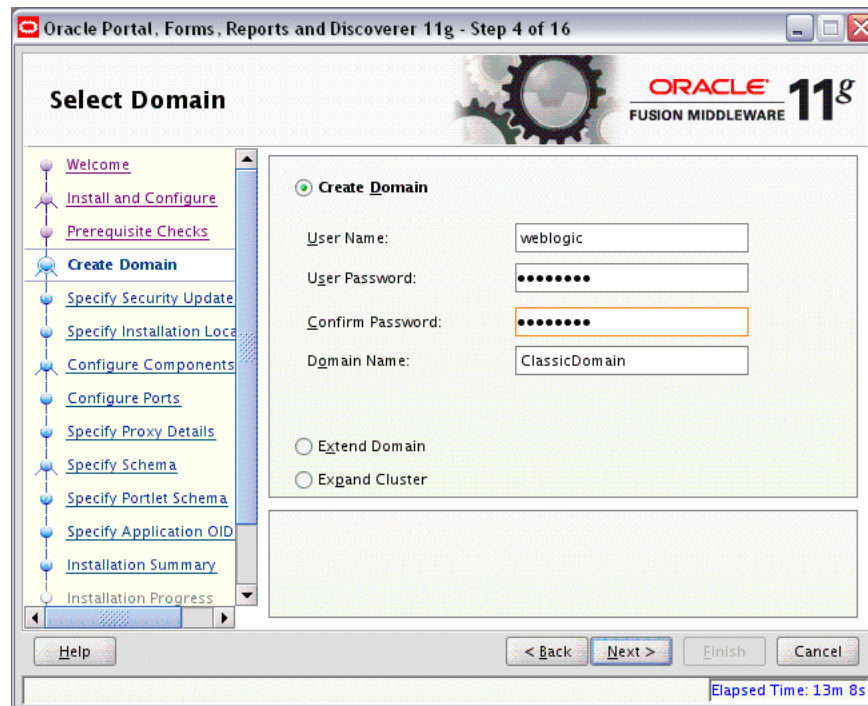 Oracle Portal, Forms, Reports and Discoverer 11g - Step 4 of 16
Select Domain
ORACLE
FUSION MIDDLEWARE 11g
Welcome
Install and Configure
Prerequisite Checks
Create Domain
Specify Security Update
Specify Installation Loca
Configure Components
Configure Ports
Specify Proxy Details
Specify Schema
Specify Portlet Schema
Specify Application OID
Installation Summary
Installation Progress
Create Domain
User Name: weblogic
User Password: ••••••••
Confirm Password: ••••••••
Domain Name: ClassicDomain
Extend Domain
Expand Cluster
Help
< Back
Next >
Finish
Cancel
Elapsed Time: 13m 8s